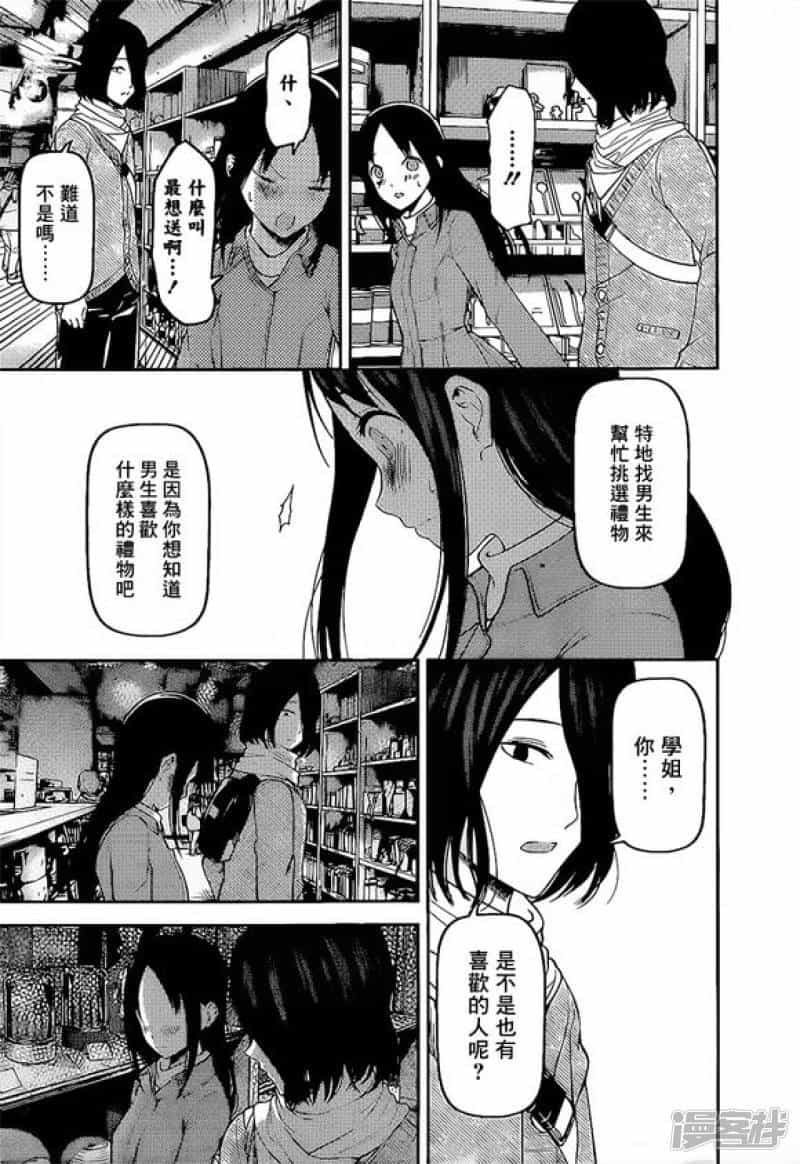 ……!!
什、
什麼叫
最想送啊…!
難道
不是嗎……
特地找男生來
幫忙挑選禮物
是因為你想知道
男生喜歡
什麼樣的禮物吧
學姐，
你……
是不是也有
喜歡的人呢？
漫客栈